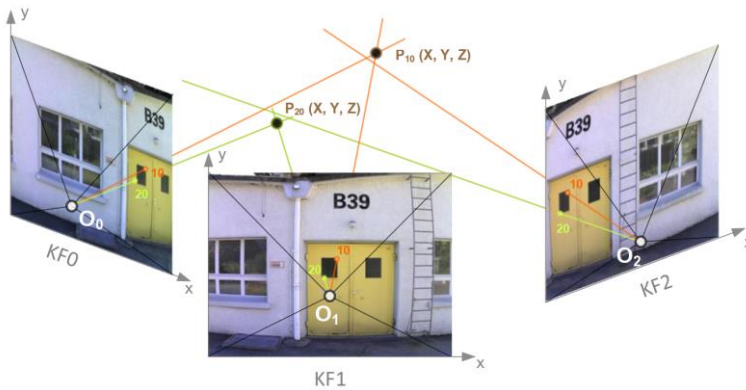 y
P10 (X, Y, Z)
P20 (X, Y, Z)
y
B39
10
20
O0
x
KF0
y
B39
10
20
O1
x
KF1
y
B39
10
20
O2
x
KF2